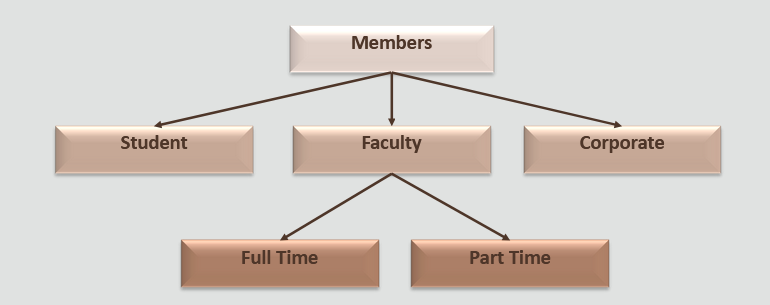 Members
Student
Faculty
Corporate
Full Time
Part Time